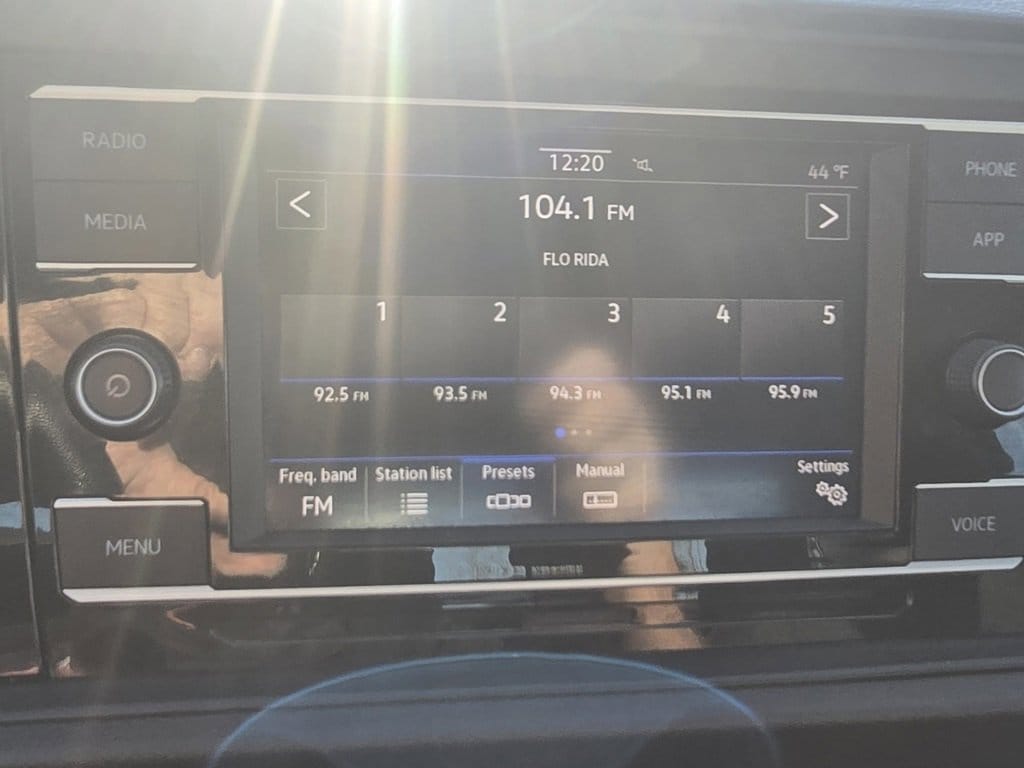 RADIO
MEDIA
MENU
12:20
44 °F
<
104.1 FM
>
FLO RIDA
1 2 3 4 5
92.5 FM 93.5 FM 94.3 FM 95.1 FM 95.9 FM
Freq. band Station list Presets Manual Settings
FM
PHONE
APP
VOICE